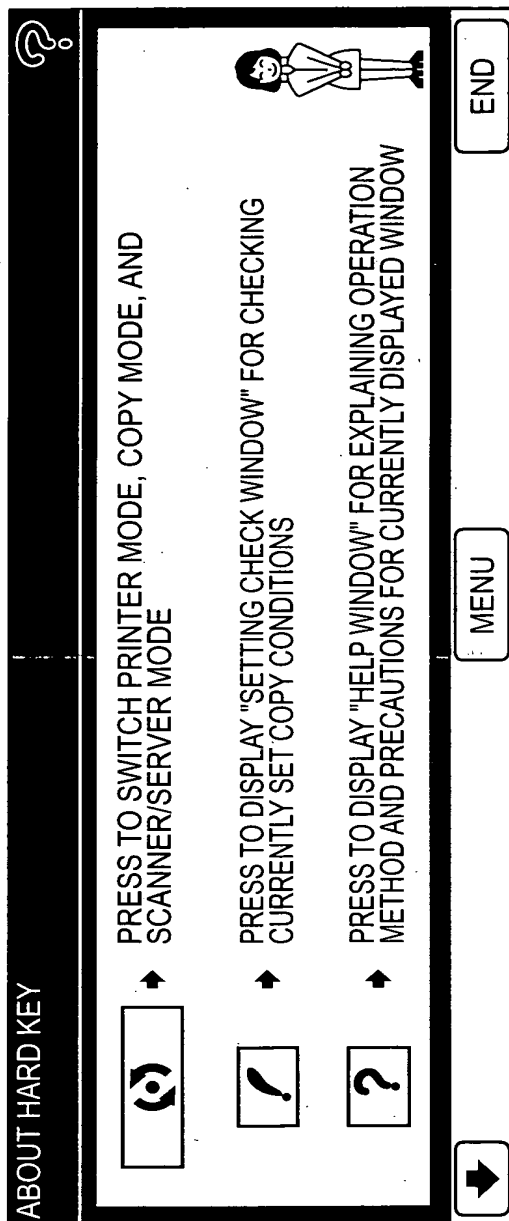 ABOUT HARD KEY
?
PRESS TO SWITCH PRINTER MODE, COPY MODE, AND
SCANNER/SERVER MODE
!
PRESS TO DISPLAY "SETTING CHECK WINDOW" FOR CHECKING
CURRENTLY SET COPY CONDITIONS
?
PRESS TO DISPLAY "HELP WINDOW" FOR EXPLAINING OPERATION
METHOD AND PRECAUTIONS FOR CURRENTLY DISPLAYED WINDOW
MENU
END